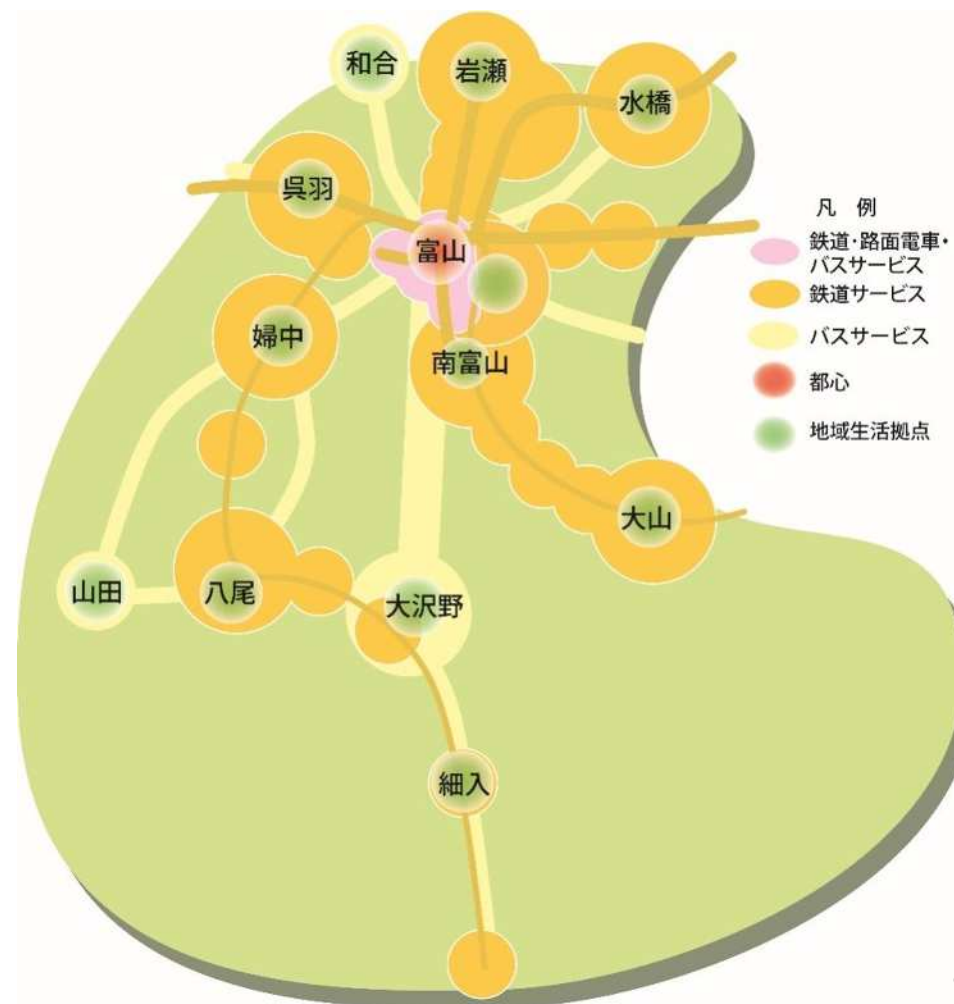 和合
岩瀬
水橋
呉羽
富山
婦中
南富山
大山
山田
八尾
大沢野
細入
凡 例
鉄道・路面電車・
バスサービス
鉄道サービス
バスサービス
都心
地域生活拠点